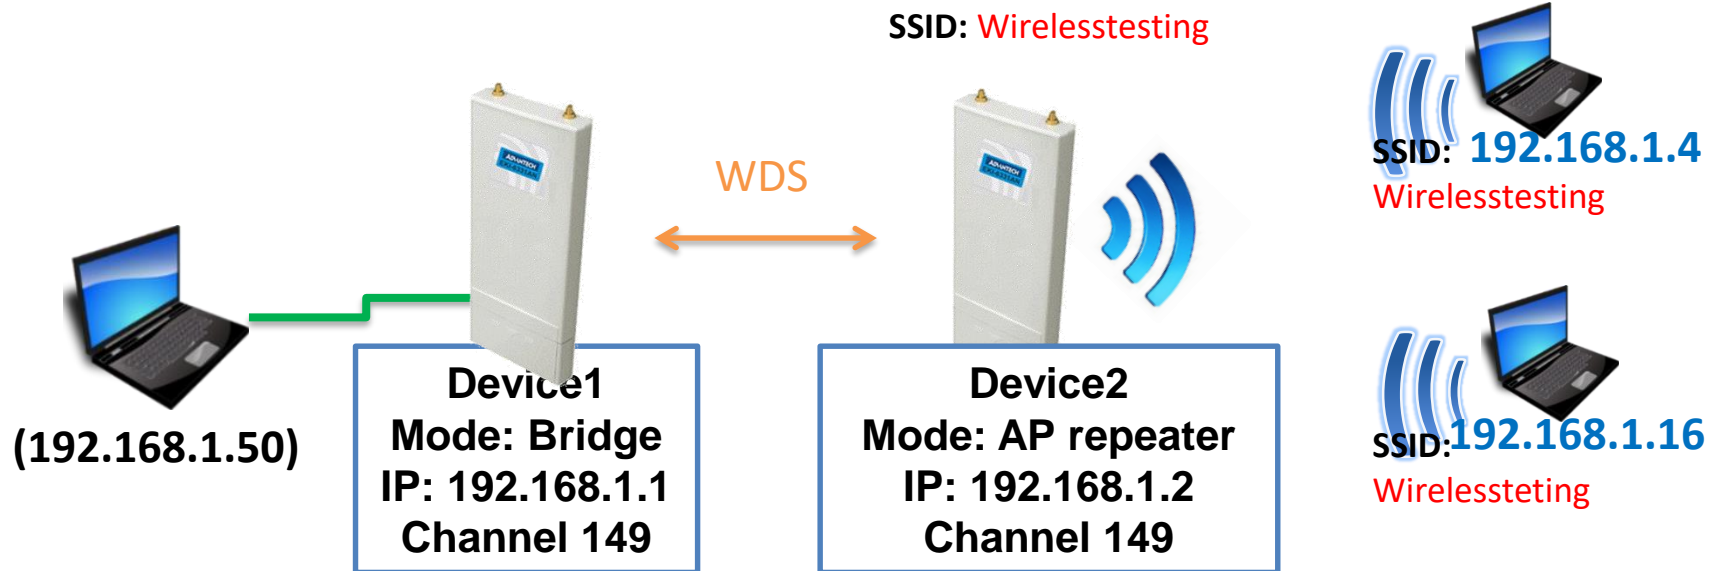 SSID: Wirelesstesting
SSID: 192.168.1.4
Wirelesstesting
ADVANTECH
WDS
ADVANTECH
(192.168.1.50)
Device1
Mode: Bridge
IP: 192.168.1.1
Channel 149
Device2
Mode: AP repeater
IP: 192.168.1.2
Channel 149
SSID: 192.168.1.16
Wirelessteting